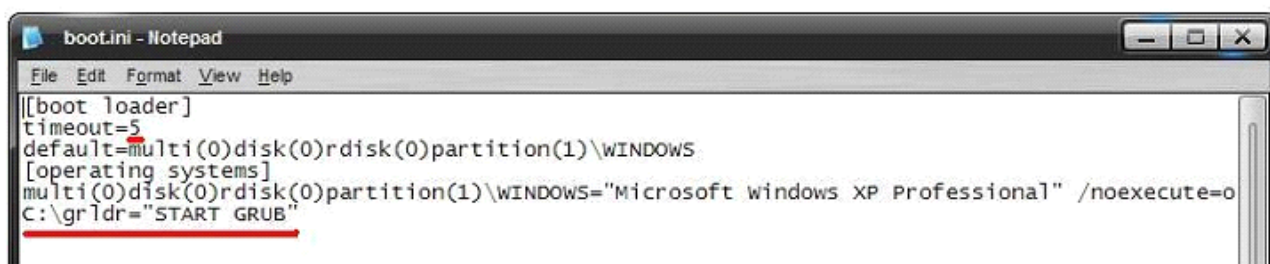 boot.ini - Notepad
File Edit Format View Help
[boot loader]
timeout=5
default=multi(0)disk(0)rdisk(0)partition(1)\WINDOWS
[operating systems]
multi(0)disk(0)rdisk(0)partition(1)\WINDOWS="Microsoft Windows XP Professional" /noexecute=o
C:\grldr="START GRUB"